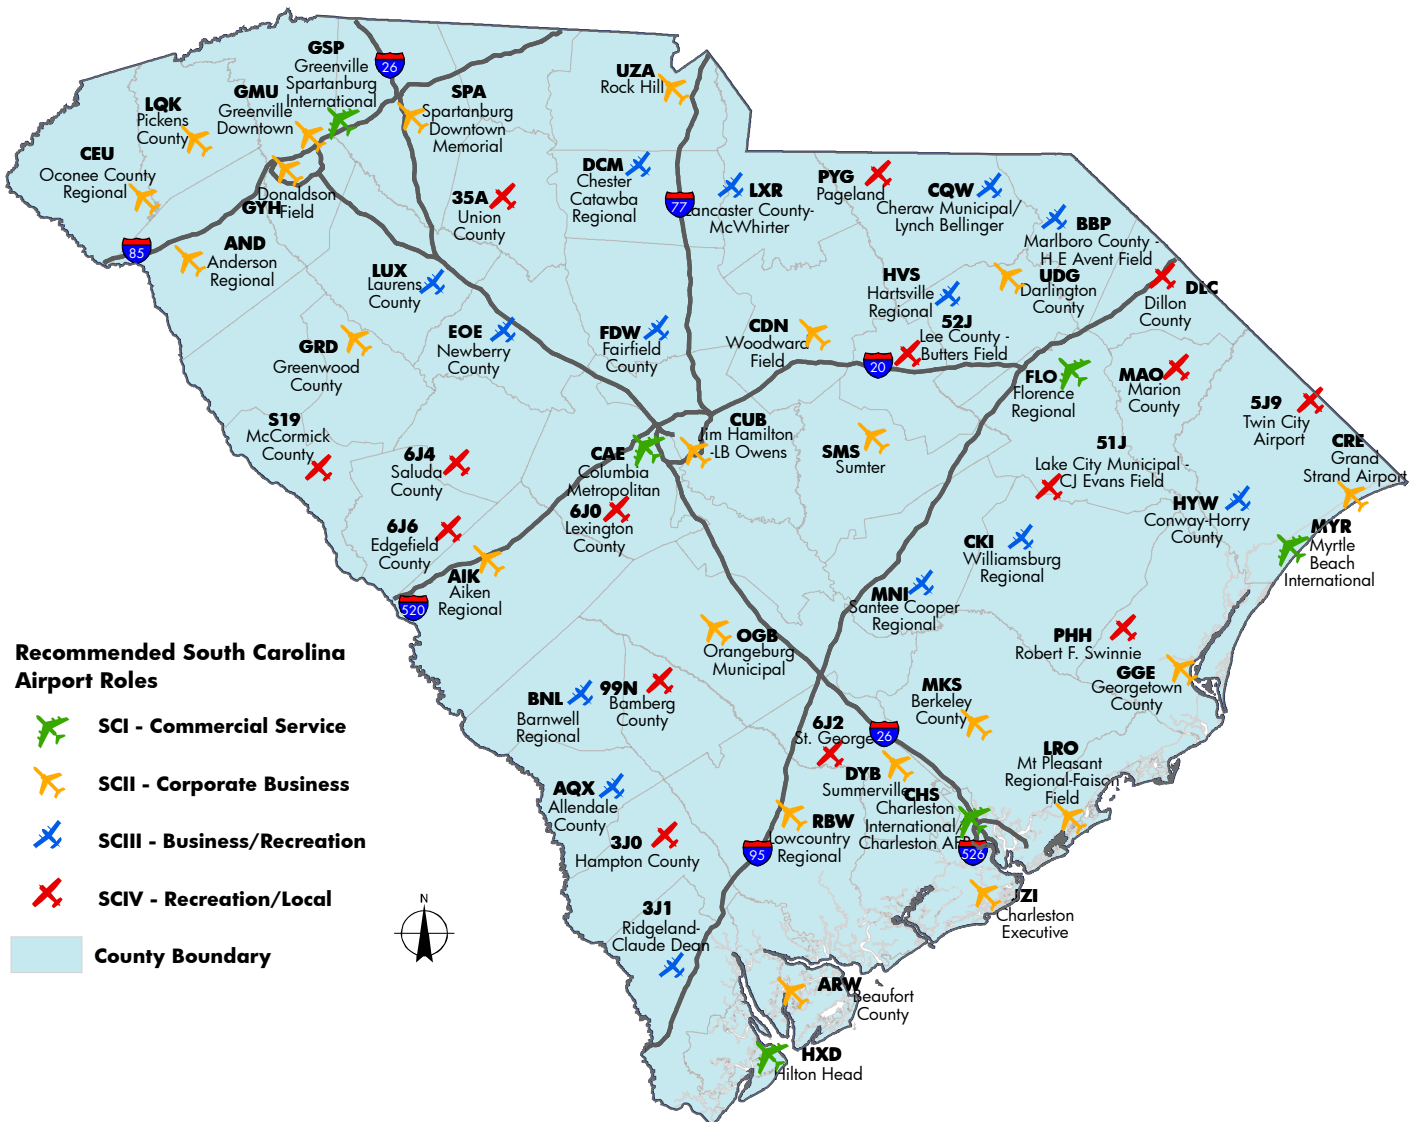 GSP
Greenville
Spartanburg
International
26
UZA
Rock Hill
SPA
Spartanburg
Downtown
Memorial
GMU
Greenville
Downtown
LQK
Pickens
County
CEU
Oconee County
Regional
Donaldson
Field
GYH
35A
Union
County
DCM
Chester
Catawba
Regional
77
LXR
Lancaster County-
McWhirter
PYG
Pageland
CQW
Cheraw Municipal/
Lynch Bellinger
BBP
Marlboro County -
H E Avent Field
85
AND
Anderson
Regional
LUX
Laurens
County
HVS
Hartsville
Regional
UDG
Darlington
County
DLC
Dillon
County
GRD
Greenwood
County
EOE
Newberry
County
FDW
Fairfield
County
CDN
Woodward
Field
52J
Lee County -
Butters Field
20
FLO
Florence
Regional
MAO
Marion
County
5J9
Twin City
Airport
S19
McCormick
County
6J4
Saluda
County
CAE
Columbia
Metropolitan
CUB
Jim Hamilton
-LB Owens
SMS
Sumter
51J
Lake City Municipal -
CJ Evans Field
CRE
Grand
Strand Airport
6J6
Edgefield
County
6J0
Lexington
County
HYW
Conway-Horry
County
MYR
Myrtle
Beach
International
CKI
Williamsburg
Regional
AIK
Aiken
Regional
520
MNI
Santee Cooper
Regional
OGB
Orangeburg
Municipal
PHH
Robert F. Swinnie
GGE
Georgetown
County
BNL
Barnwell
Regional
99N
Bamberg
County
MKS
Berkeley
County
6J2
St. George
26
DYB
Summerville
LRO
Mt Pleasant
Regional-Faison
Field
AQX
Allendale
County
3J0
Hampton County
RBW
Lowcountry
Regional
CHS
Charleston
International/
Charleston AFB
95
526
3J1
Ridgeland-
Claude Dean
JZI
Charleston
Executive
ARW
Beaufort
County
HXD
Hilton Head
Recommended South Carolina
Airport Roles
SCI - Commercial Service
SCII - Corporate Business
SCIII - Business/Recreation
SCIV - Recreation/Local
County Boundary
N